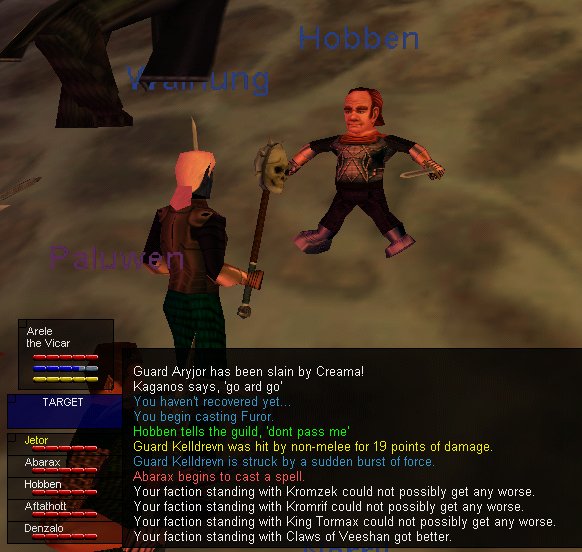 Hobben
Walnung
Paluwen
Arele
the Vicar
TARGET
Jetor
Abarax
Hobben
Aftatholt
Denzalo
Guard Aryjor has been slain by Creama!
Kaganos says, 'go ard go'
You haven't recovered yet...
You begin casting Furor.
Hobben tells the guild, 'dont pass me'
Guard Kelldrevn was hit by non-melee for 19 points of damage.
Guard Kelldrevn is struck by a sudden burst of force.
Abarax begins to cast a spell.
Your faction standing with Kromzek could not possibly get any worse.
Your faction standing with Kromrif could not possibly get any worse.
Your faction standing with King Tormax could not possibly get any worse.
Your faction standing with Claws of Veeshan got better.